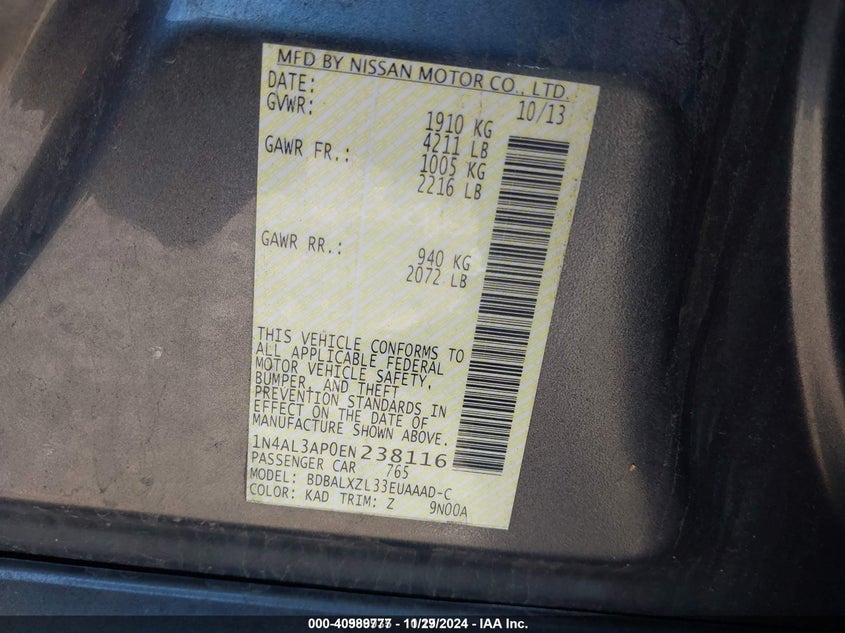 MFD BY NISSAN MOTOR CO., LTD.
DATE: 10/13
GVWR: 1910 KG
4211 LB
GAWR FR.: 1005 KG
2216 LB
GAWR RR.: 940 KG
2072 LB
THIS VEHICLE CONFORMS TO
ALL APPLICABLE FEDERAL
MOTOR VEHICLE SAFETY,
BUMPER, AND THEFT
PREVENTION STANDARDS IN
EFFECT ON THE DATE OF
MANUFACTURE SHOWN ABOVE.
1N4AL3AP0EN238116
PASSENGER CAR 765
MODEL: BDBALXZL33EUAAAD-C
COLOR: KAD TRIM: Z 9N00A
11/29/2024 - IAA Inc.